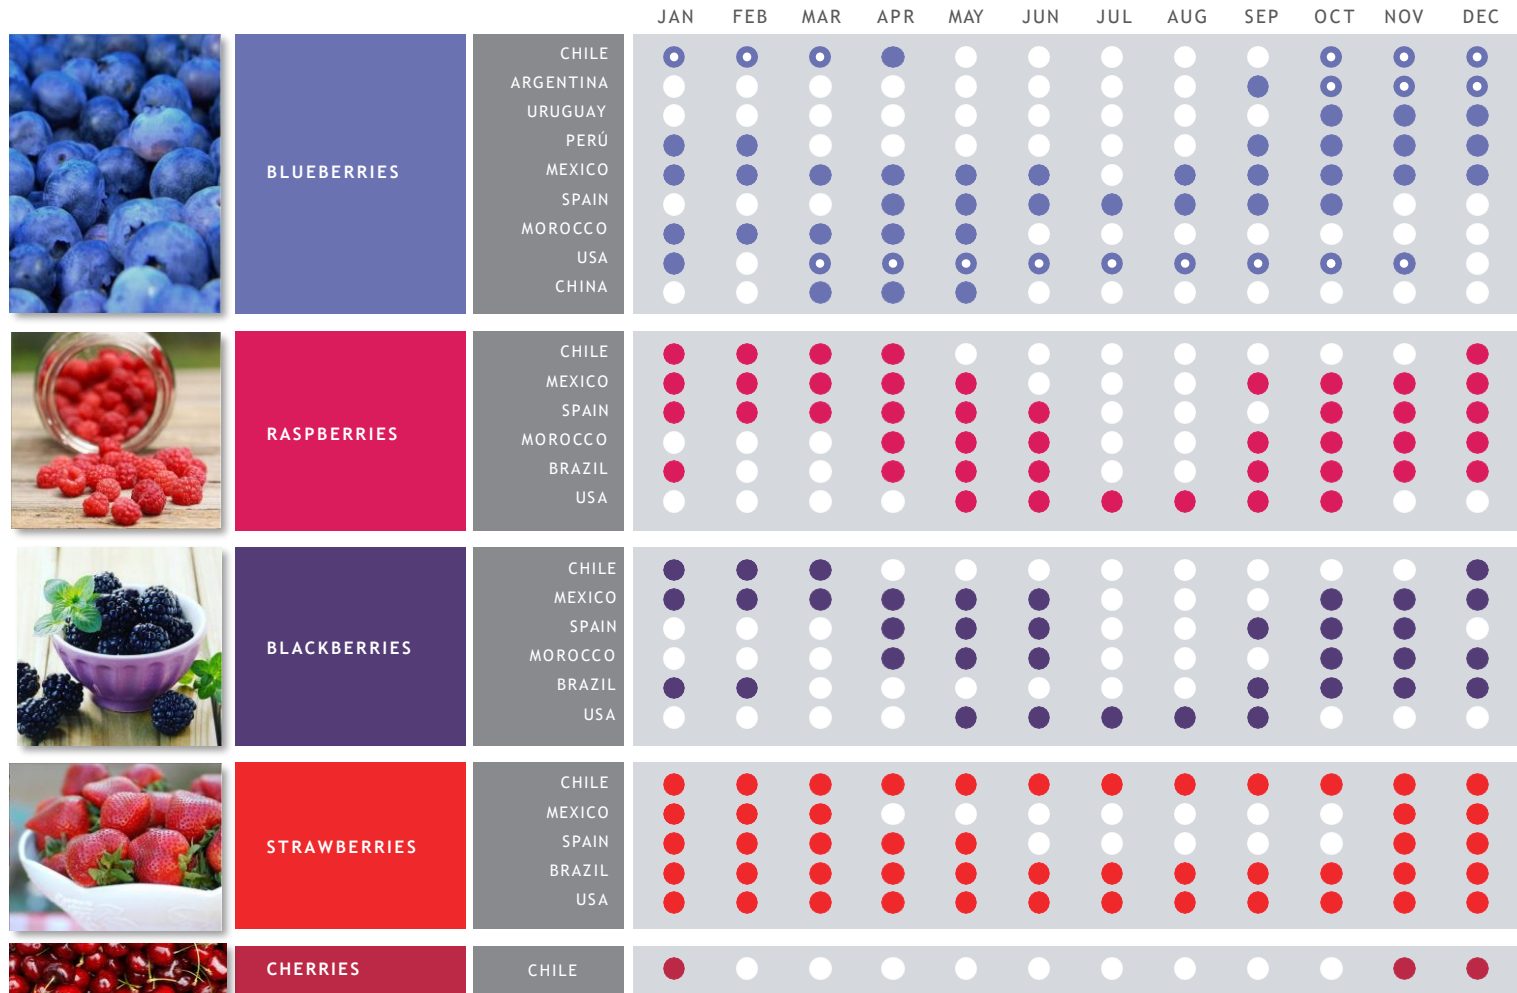 JAN FEB MAR APR MAY JUN JUL AUG SEP OCT NOV DEC
BLUEBERRIES
CHILE
ARGENTINA
URUGUAY
PERÚ
MEXICO
SPAIN
MOROCCO
USA
CHINA
RASPBERRIES
CHILE
MEXICO
SPAIN
MOROCCO
BRAZIL
USA
BLACKBERRIES
CHILE
MEXICO
SPAIN
MOROCCO
BRAZIL
USA
STRAWBERRIES
CHILE
MEXICO
SPAIN
BRAZIL
USA
CHERRIES
CHILE